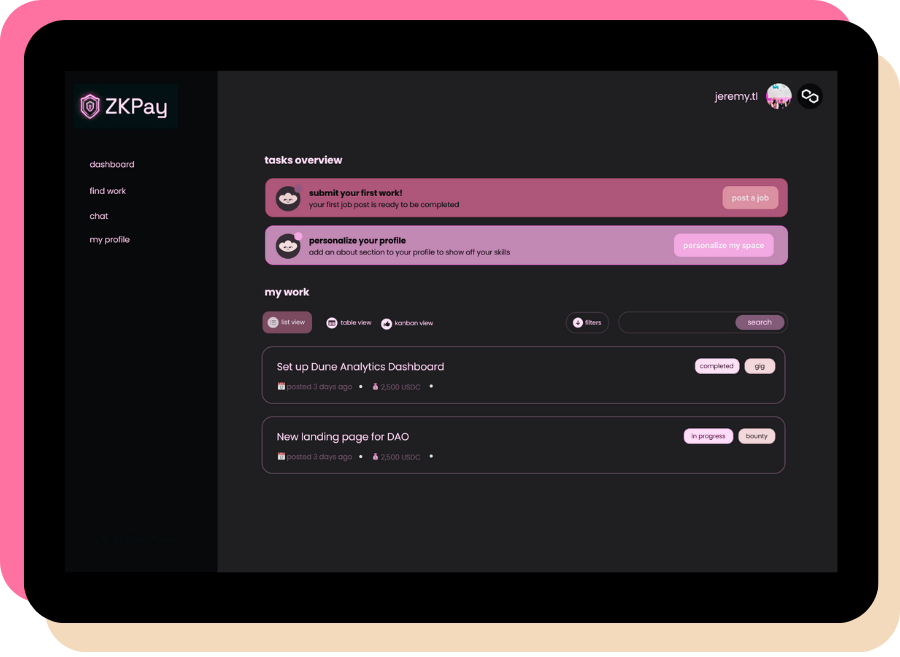 ZKPay
jeremy.tl
dashboard
find work
chat
my profile
tasks overview
submit your first work!
your first job post is ready to be completed
post a job
personalize your profile
add an about section to your profile to show off your skills
personalize my space
my work
list view
table view
kanban view
filters
search
Set up Dune Analytics Dashboard
completed
gig
posted 3 days ago • 2,500 USDC •
New landing page for DAO
in progress
bounty
posted 3 days ago • 2,500 USDC •